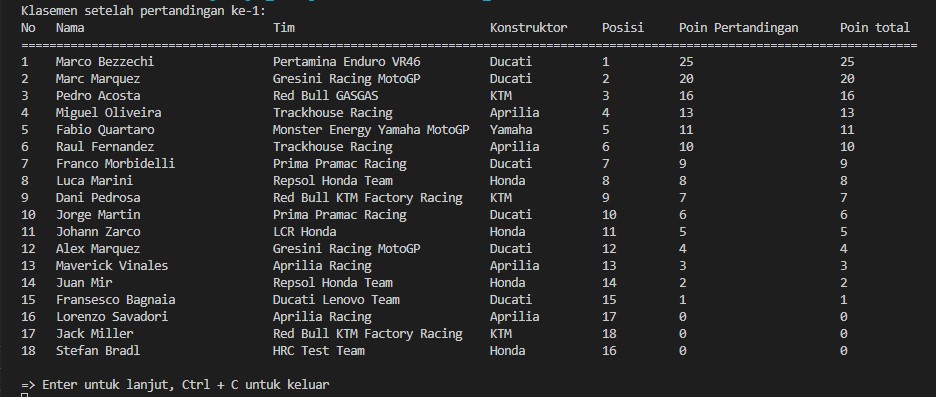 Klasemen setelah pertandingan ke-1:
No Nama Tim Konstruktor Posisi Poin Pertandingan Poin total
================================================================================================================================
1 Marco Bezzechi Pertamina Enduro VR46 Ducati 1 25 25
2 Marc Marquez Gresini Racing MotoGP Ducati 2 20 20
3 Pedro Acosta Red Bull GASGAS KTM 3 16 16
4 Miguel Oliveira Trackhouse Racing Aprilia 4 13 13
5 Fabio Quartaro Monster Energy Yamaha MotoGP Yamaha 5 11 11
6 Raul Fernandez Trackhouse Racing Aprilia 6 10 10
7 Franco Morbidelli Prima Pramac Racing Ducati 7 9 9
8 Luca Marini Repsol Honda Team Honda 8 8 8
9 Dani Pedrosa Red Bull KTM Factory Racing KTM 9 7 7
10 Jorge Martin Prima Pramac Racing Ducati 10 6 6
11 Johann Zarco LCR Honda Honda 11 5 5
12 Alex Marquez Gresini Racing MotoGP Ducati 12 4 4
13 Maverick Vinales Aprilia Racing Aprilia 13 3 3
14 Juan Mir Repsol Honda Team Honda 14 2 2
15 Fransesco Bagnaia Ducati Lenovo Team Ducati 15 1 1
16 Lorenzo Savadori Aprilia Racing Aprilia 17 0 0
17 Jack Miller Red Bull KTM Factory Racing KTM 18 0 0
18 Stefan Bradl HRC Test Team Honda 16 0 0
=> Enter untuk lanjut, Ctrl + C untuk keluar